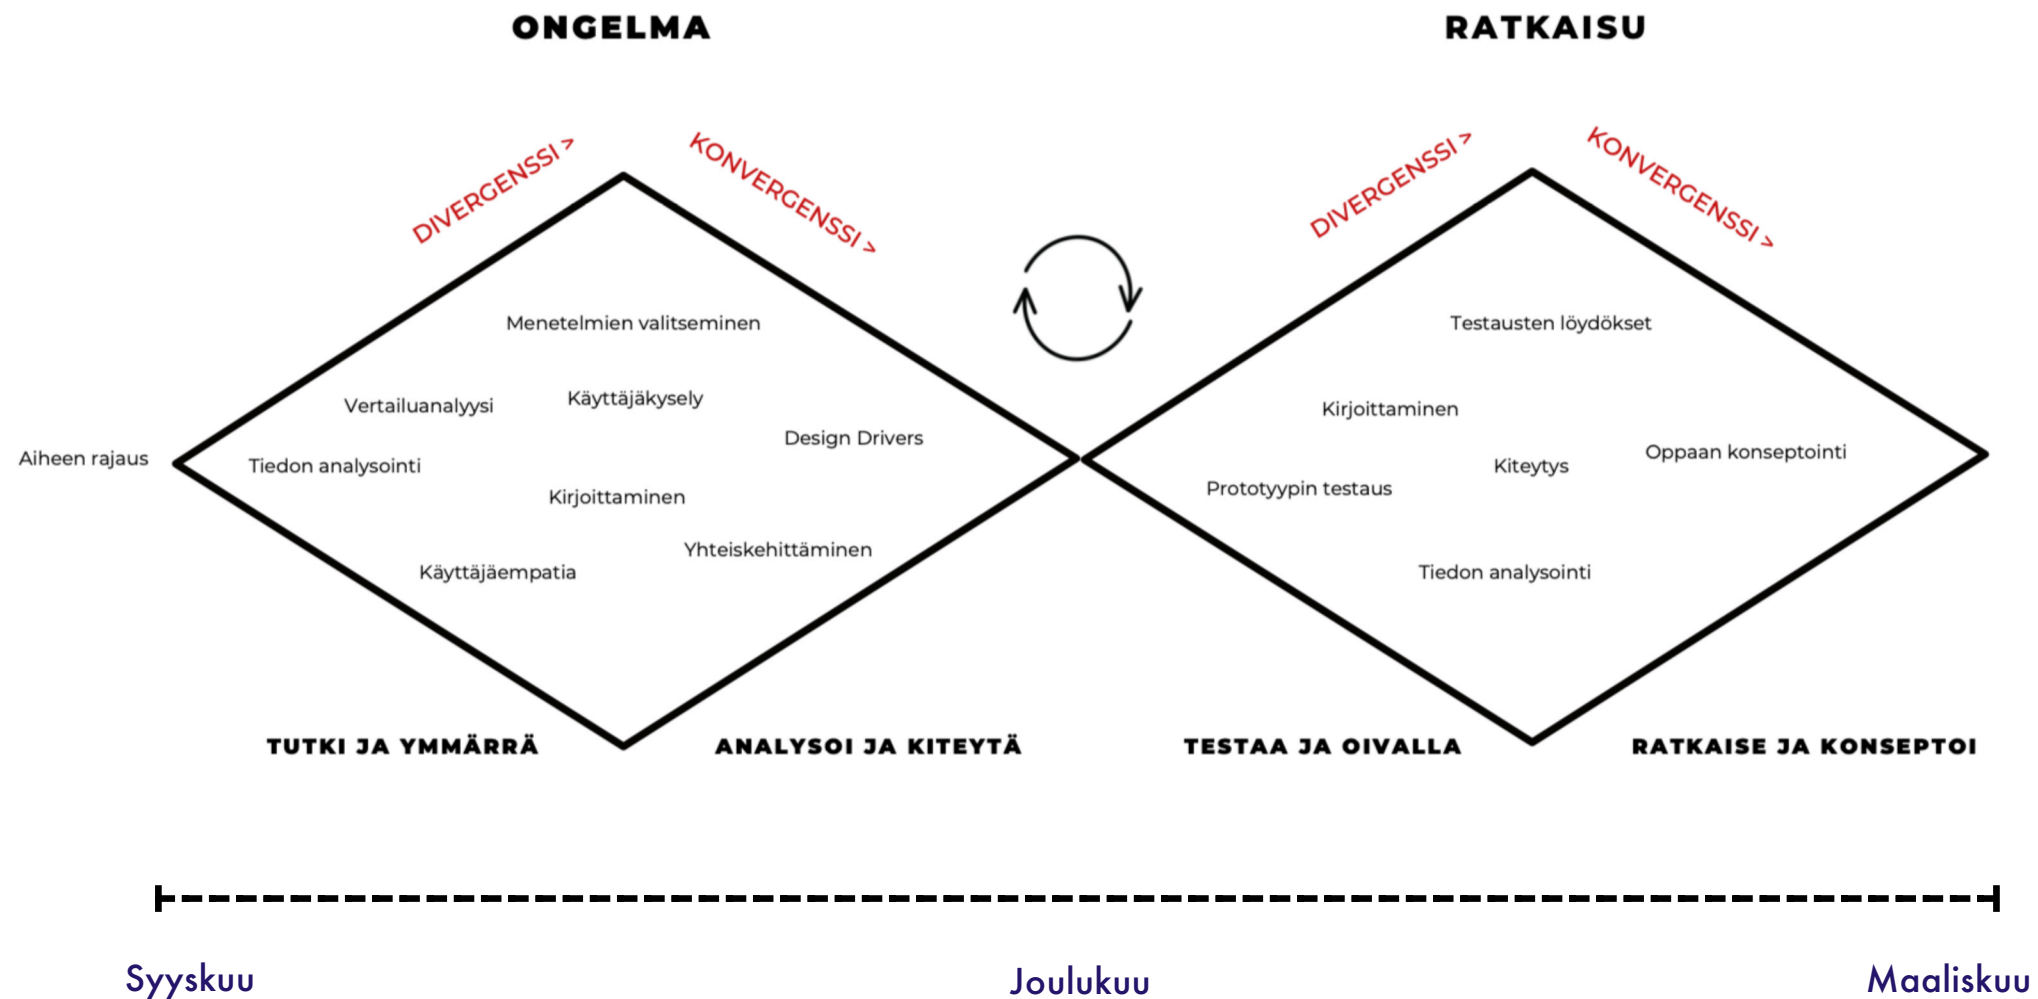 ONGELMA
RATKAISU
DIVERGENSSI >
KONVERGENSSI >
DIVERGENSSI >
KONVERGENSSI >
Menetelmien valitseminen
Vertailuanalyysi
Käyttäjäkysely
Design Drivers
Aiheen rajaus
Tiedon analysointi
Kirjoittaminen
Yhteiskehittäminen
Käyttäjäempatia
Testausten löydökset
Kirjoittaminen
Oppaan konseptointi
Kiteytys
Prototyypin testaus
Tiedon analysointi
TUTKI JA YMMÄRRÄ
ANALYSOI JA KITEYTÄ
TESTAA JA OIVALLA
RATKAISE JA KONSEPTOI
Syyskuu
Joulukuu
Maaliskuu